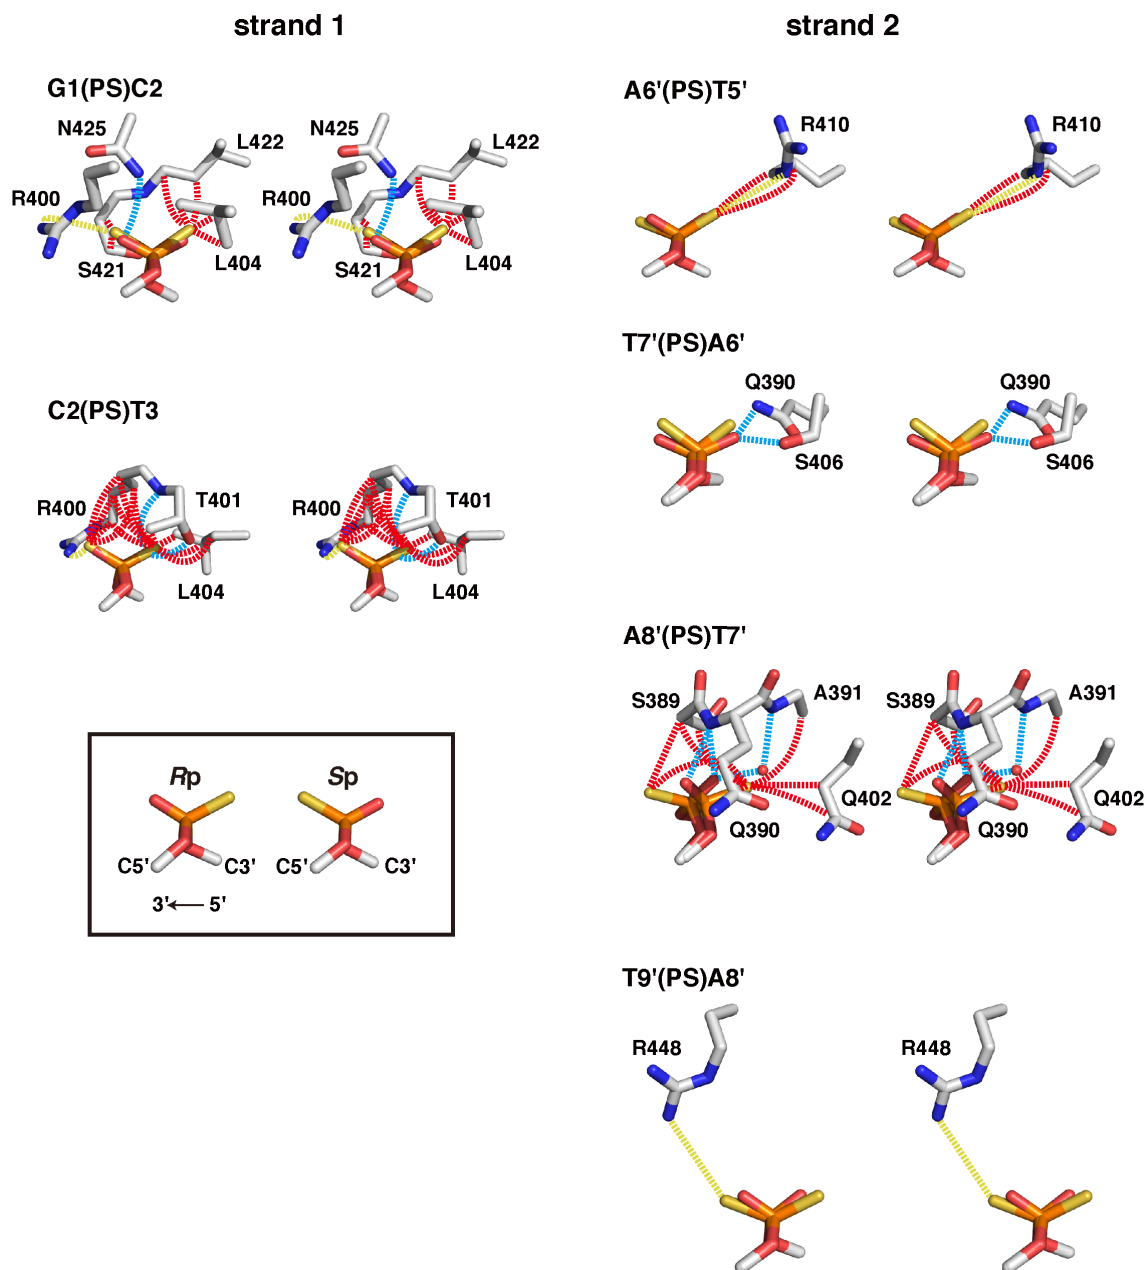 strand 1
G1(PS)C2
N425 N425
L422 L422
R400 R400
S421 S421
L404 L404
C2(PS)T3
R400 T401 R400 T401
L404 L404
Rp Sp
C5' C3' C5' C3'
3' 5'
strand 2
A6'(PS)T5'
R410 R410
T7'(PS)A6'
Q390 Q390
S406 S406
A8'(PS)T7'
S389 A391 S389 A391
Q402 Q402
Q390 Q390
T9'(PS)A8'
R448 R448